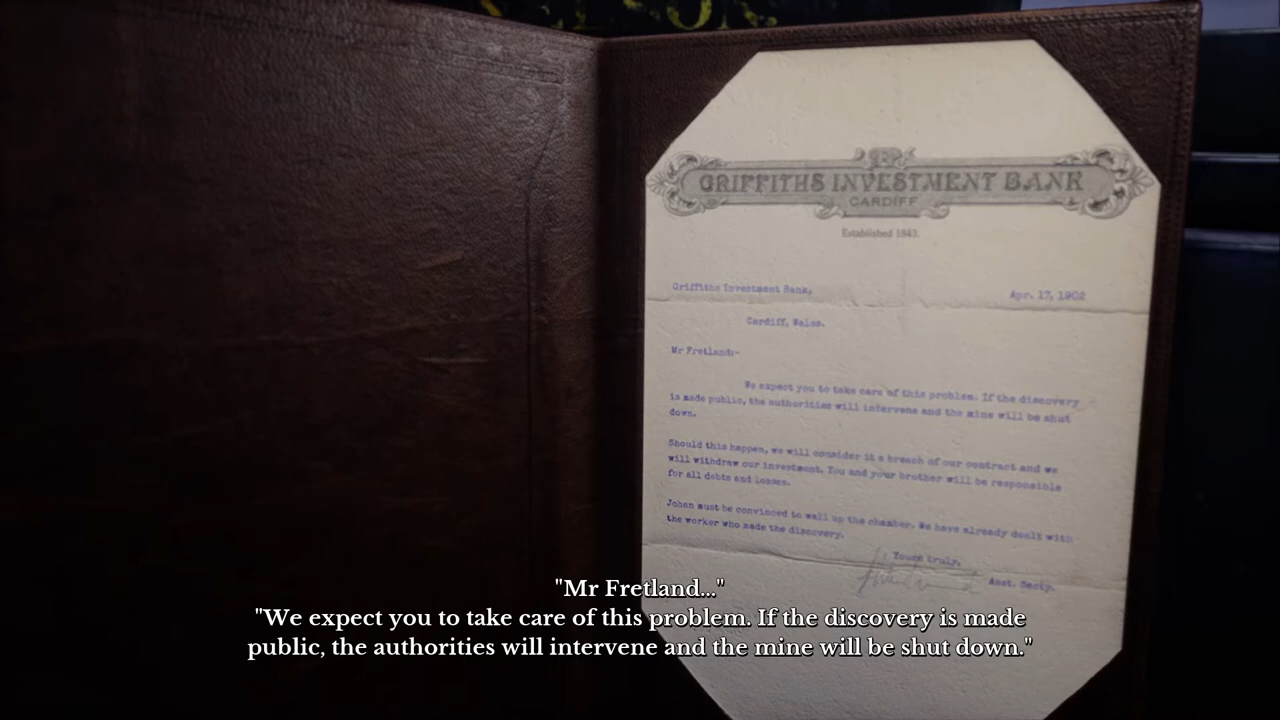 GRIFFITHS INVESTMENT BANK
CARDIFF
Established 1843.
Griffiths Investment Bank,
Apr. 17, 1902
Cardiff, Wales.
Mr Fretland:-
We expect you to take care of this problem. If the discovery
is made public, the authorities will intervene and the mine will be shut
down.
Should this happen, we will consider it a breach of our contract and we
will withdraw our investment. You and your brother will be responsible
for all debts and losses.
Johan must be convinced to wall up the chamber. We have already dealt with
the worker who made the discovery.
Yours truly,
Asst. Secty.
"Mr Fretland..."
"We expect you to take care of this problem. If the discovery is made
public, the authorities will intervene and the mine will be shut down."